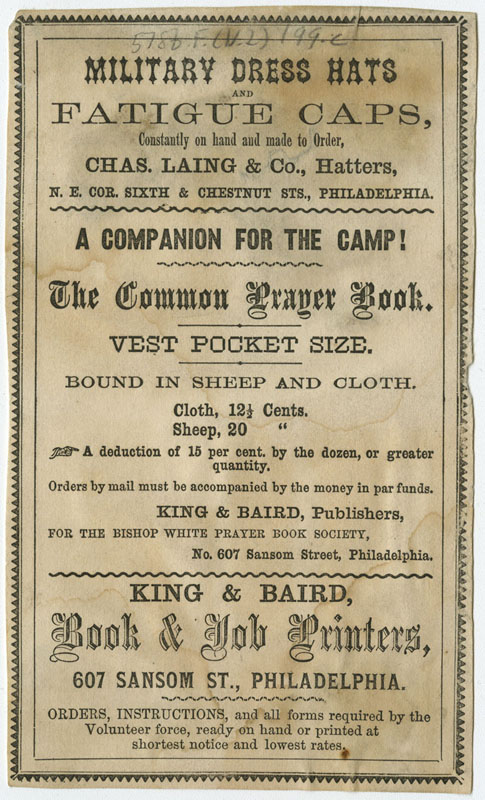 5786.F.(V.2) 199.c
MILITARY DRESS HATS
AND
FATIGUE CAPS,
Constantly on hand and made to Order,
CHAS. LAING & Co., Hatters,
N. E. COR. SIXTH & CHESTNUT STS., PHILADELPHIA.
A COMPANION FOR THE CAMP!
The Common Prayer Book.
VEST POCKET SIZE.
BOUND IN SHEEP AND CLOTH.
Cloth, 12½ Cents.
Sheep, 20 "
A deduction of 15 per cent. by the dozen, or greater
quantity.
Orders by mail must be accompanied by the money in par funds.
KING & BAIRD, Publishers,
FOR THE BISHOP WHITE PRAYER BOOK SOCIETY,
No. 607 Sansom Street, Philadelphia.
KING & BAIRD,
Book & Job Printers,
607 SANSOM ST., PHILADELPHIA.
ORDERS, INSTRUCTIONS, and all forms required by the
Volunteer force, ready on hand or printed at
shortest notice and lowest rates.